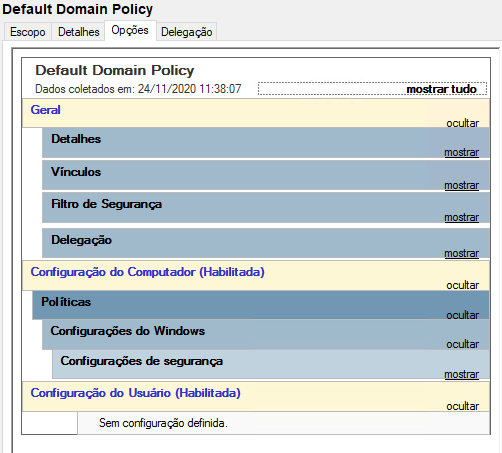 Default Domain Policy
Escopo Detalhes Opções Delegação
Default Domain Policy
Dados coletados em: 24/11/2020 11:38:07 mostrar tudo
Geral
ocultar
Detalhes
mostrar
Vínculos
mostrar
Filtro de Segurança
mostrar
Delegação
mostrar
Configuração do Computador (Habilitada)
ocultar
Políticas
ocultar
Configurações do Windows
ocultar
Configurações de segurança
mostrar
Configuração do Usuário (Habilitada)
ocultar
Sem configuração definida.